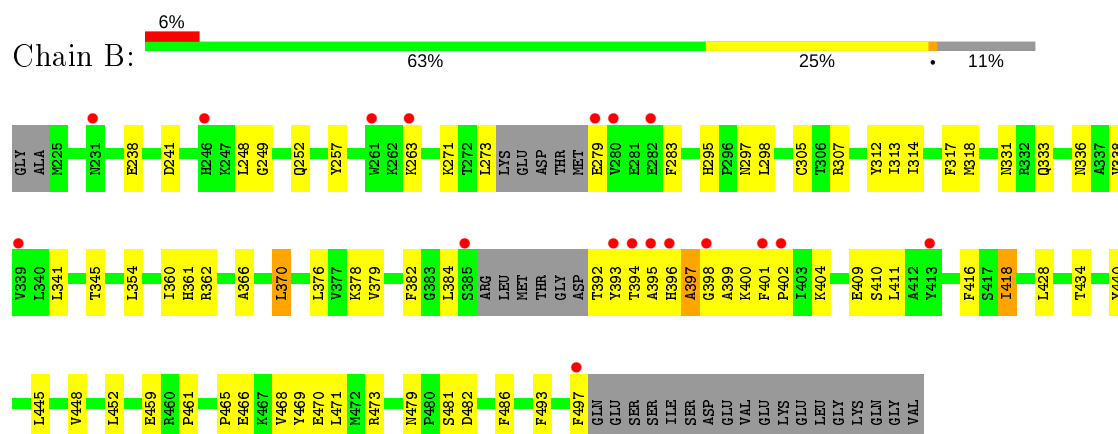 6%
Chain B:
63% 25% • 11%
GLY ALA M225 N231 E238 D241 H246 K247 L248 G249 Q252 Y257 W261 K262 K263 K271 T272 L273 LYS GLU ASP THR MET E279 V280 E281 E282 F283 H295 P296 N297 L298 C305 T306 R307 Y312 I313 I314 F317 M318 N331 R332 Q333 N336 A337 V338
V339 L340 L341 T345 L354 I360 H361 R362 A366 L370 L376 V377 K378 V379 F382 G383 L384 S385 ARG LEU MET THR GLY ASP T392 Y393 T394 A395 H396 A397 G398 A399 K400 F401 P402 I403 K404 E409 S410 L411 A412 Y413 F416 S417 I418 L428 T434 Y440
L445 V448 L452 E459 R460 P461 P465 E466 K467 V468 Y469 E470 L471 M472 R473 N479 P480 S481 D482 F486 F493 F497 GLN GLU SER SER ILE SER ASP GLU VAL GLU LYS GLU LEU GLY LYS GLN GLY VAL